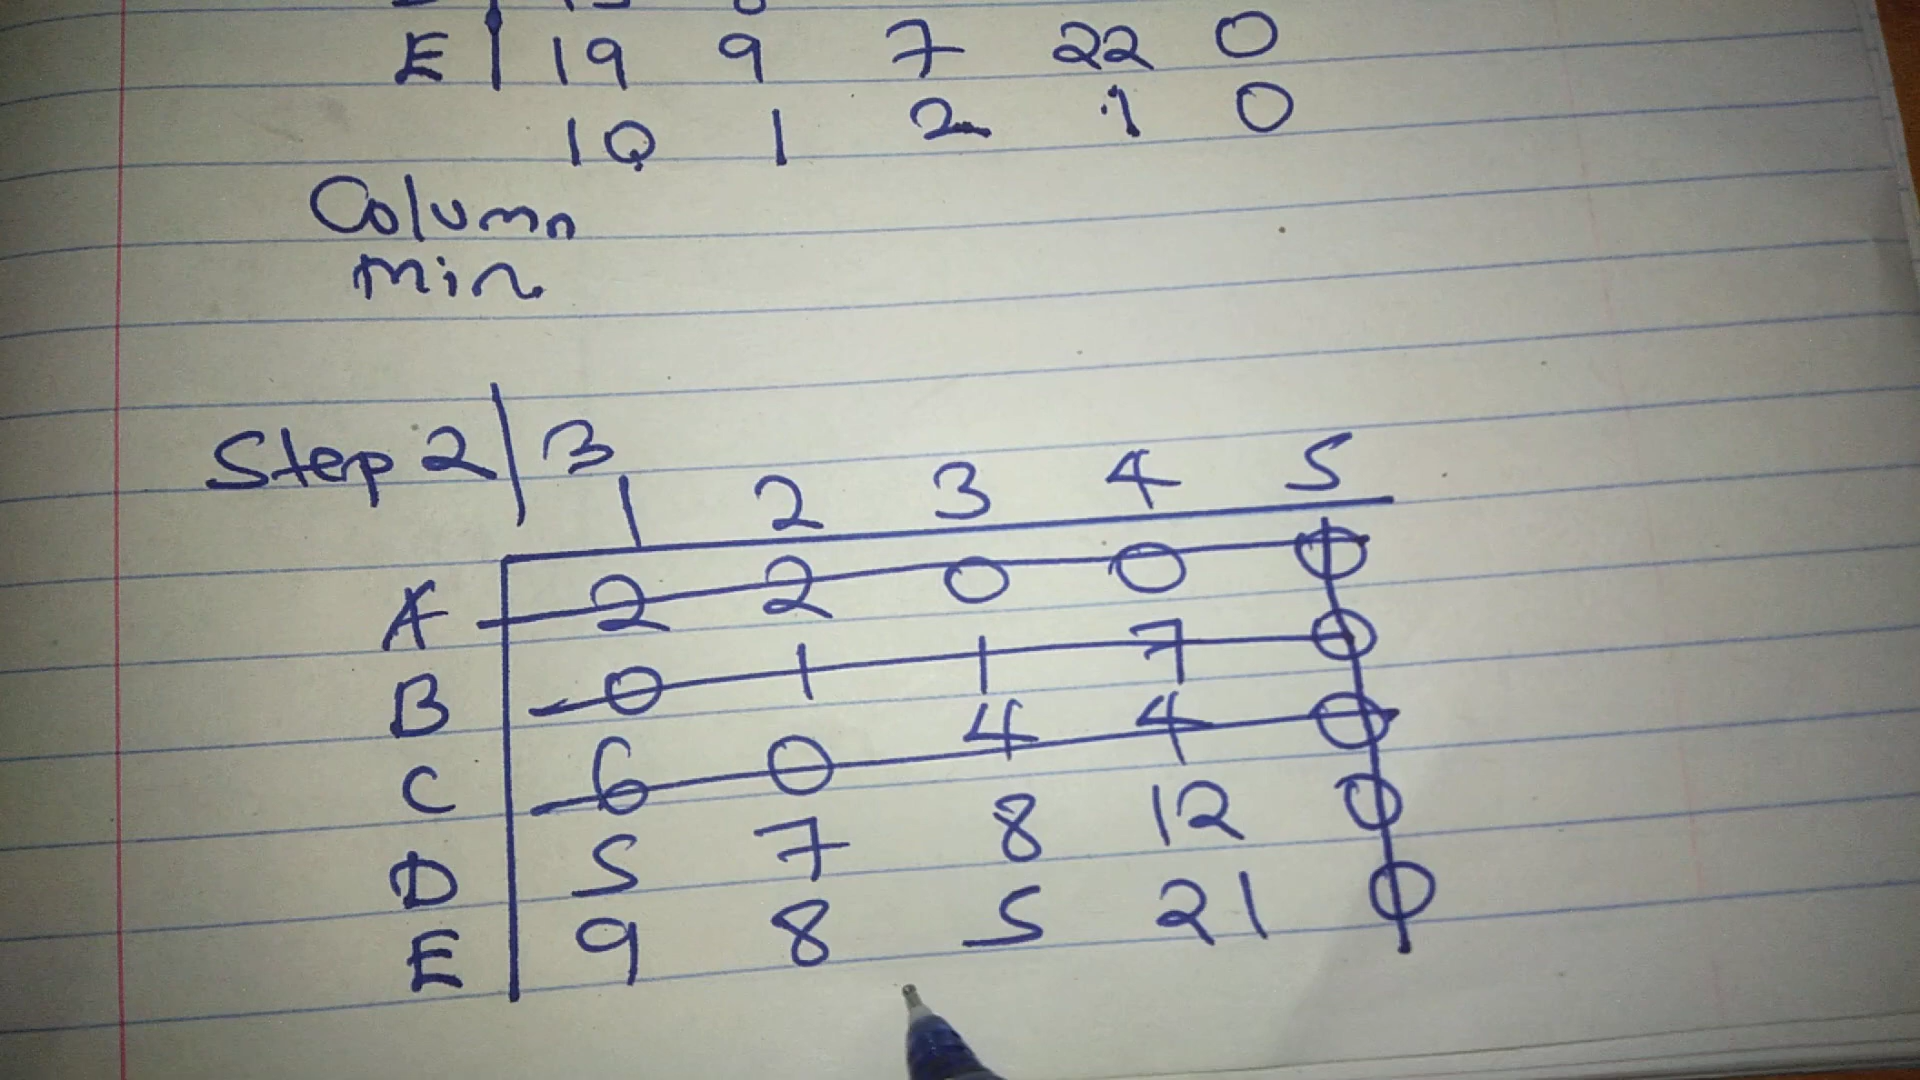 E 19 9 7 22 0
10 1 2 1 0
Column
min
Step 2/3
1 2 3 4 5
A 2 2 0 0 0
B 0 1 1 7 0
C 6 0 4 4 0
D 5 7 8 12 0
E 9 8 5 21 0